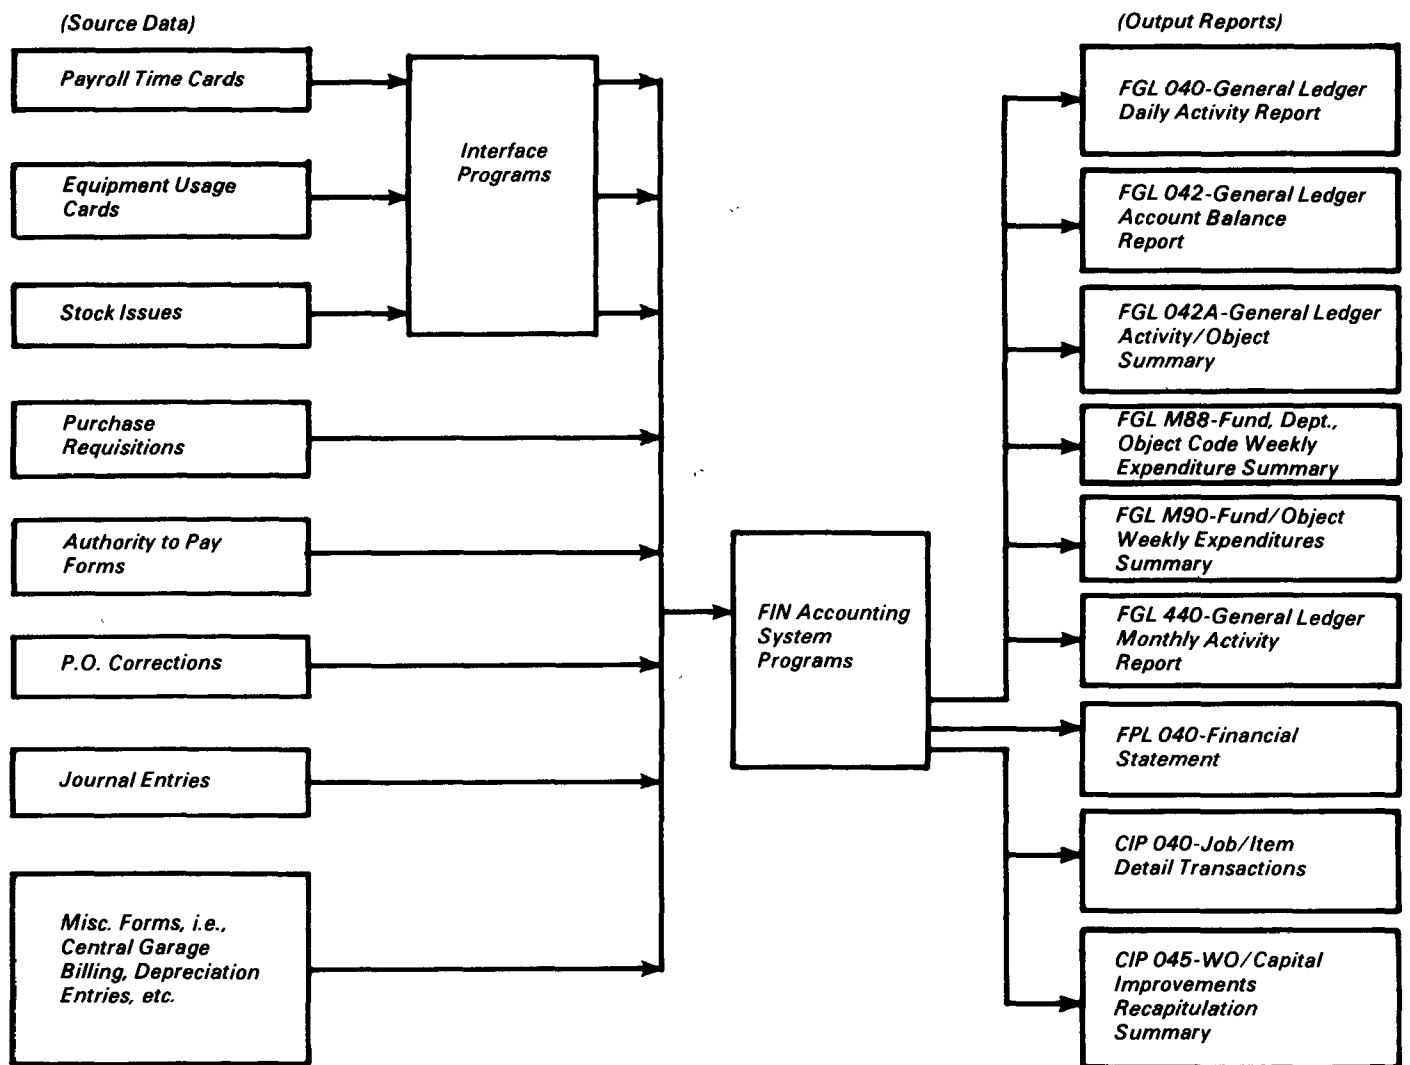 (Source Data)
Payroll Time Cards
Equipment Usage
Cards
Stock Issues
Purchase
Requisitions
Authority to Pay
Forms
P.O. Corrections
Journal Entries
Misc. Forms, i.e.,
Central Garage
Billing, Depreciation
Entries, etc.
Interface
Programs
FIN Accounting
System
Programs
(Output Reports)
FGL 040-General Ledger
Daily Activity Report
FGL 042-General Ledger
Account Balance
Report
FGL 042A-General Ledger
Activity/Object
Summary
FGL M88-Fund, Dept.,
Object Code Weekly
Expenditure Summary
FGL M90-Fund/Object
Weekly Expenditures
Summary
FGL 440-General Ledger
Monthly Activity
Report
FPL 040-Financial
Statement
CIP 040-Job/Item
Detail Transactions
CIP 045-WO/Capital
Improvements
Recapitulation
Summary